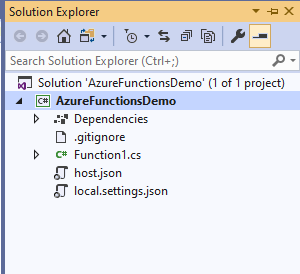 Solution Explorer
Search Solution Explorer (Ctrl+;)
Solution 'AzureFunctionsDemo' (1 of 1 project)
C# AzureFunctionsDemo
Dependencies
.gitignore
C# Function1.cs
host.json
local.settings.json